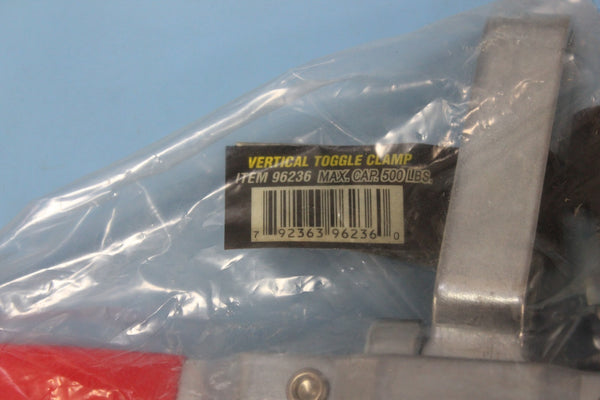 VERTICAL TOGGLE CLAMP
ITEM 96236 MAX. CAP. 500 LBS.
7 92363 96236 0